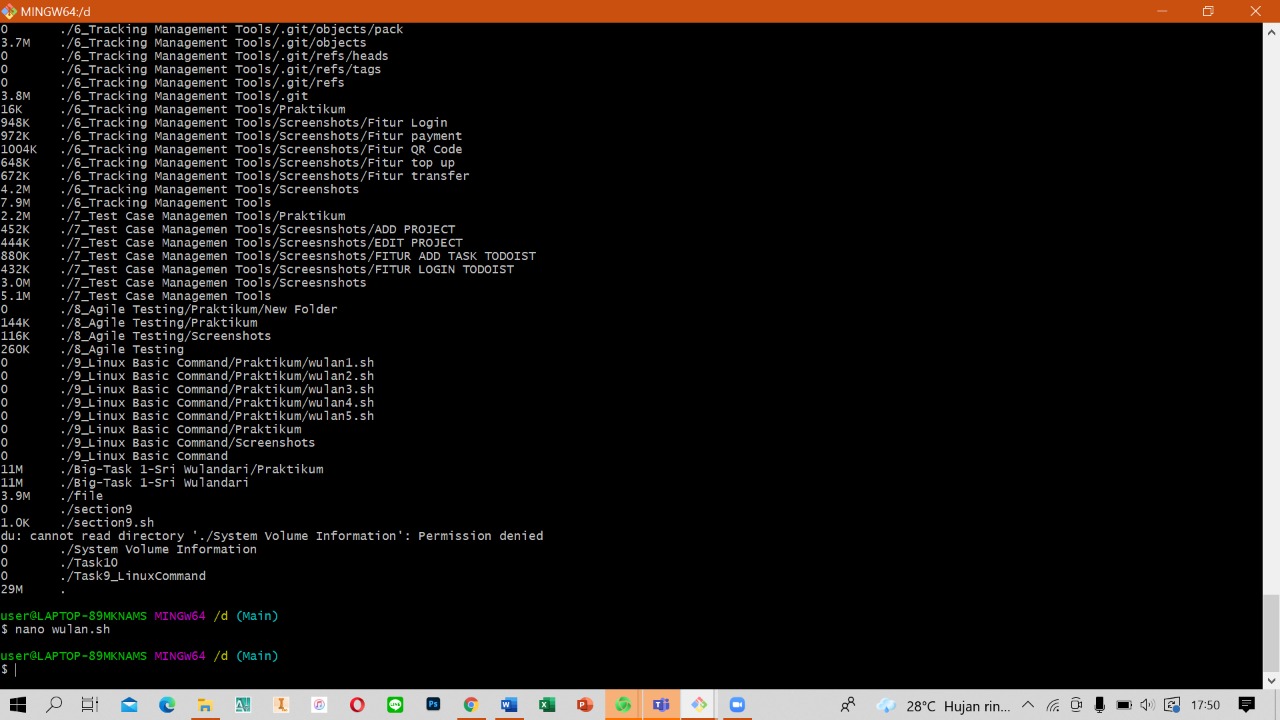 MINGW64:/d
0 ./6_Tracking Management Tools/.git/objects/pack
3.7M ./6_Tracking Management Tools/.git/objects
0 ./6_Tracking Management Tools/.git/refs/heads
0 ./6_Tracking Management Tools/.git/refs/tags
0 ./6_Tracking Management Tools/.git/refs
3.8M ./6_Tracking Management Tools/.git
16K ./6_Tracking Management Tools/Praktikum
948K ./6_Tracking Management Tools/Screenshots/Fitur Login
972K ./6_Tracking Management Tools/Screenshots/Fitur payment
1004K ./6_Tracking Management Tools/Screenshots/Fitur QR Code
648K ./6_Tracking Management Tools/Screenshots/Fitur top up
672K ./6_Tracking Management Tools/Screenshots/Fitur transfer
4.2M ./6_Tracking Management Tools/Screenshots
7.9M ./6_Tracking Management Tools
2.2M ./7_Test Case Managemen Tools/Praktikum
452K ./7_Test Case Managemen Tools/Screesnshots/ADD PROJECT
444K ./7_Test Case Managemen Tools/Screesnshots/EDIT PROJECT
880K ./7_Test Case Managemen Tools/Screesnshots/FITUR ADD TASK TODOIST
432K ./7_Test Case Managemen Tools/Screesnshots/FITUR LOGIN TODOIST
3.0M ./7_Test Case Managemen Tools/Screesnshots
5.1M ./7_Test Case Managemen Tools
0 ./8_Agile Testing/Praktikum/New Folder
144K ./8_Agile Testing/Praktikum
116K ./8_Agile Testing/Screenshots
260K ./8_Agile Testing
0 ./9_Linux Basic Command/Praktikum/wulan1.sh
0 ./9_Linux Basic Command/Praktikum/wulan2.sh
0 ./9_Linux Basic Command/Praktikum/wulan3.sh
0 ./9_Linux Basic Command/Praktikum/wulan4.sh
0 ./9_Linux Basic Command/Praktikum/wulan5.sh
0 ./9_Linux Basic Command/Praktikum
0 ./9_Linux Basic Command/Screenshots
0 ./9_Linux Basic Command
11M ./Big-Task 1-Sri Wulandari/Praktikum
11M ./Big-Task 1-Sri Wulandari
3.9M ./file
0 ./section9
1.0K ./section9.sh
du: cannot read directory './System Volume Information': Permission denied
0 ./System Volume Information
0 ./Task10
0 ./Task9_LinuxCommand
29M .
user@LAPTOP-89MKNAMS MINGW64 /d (Main)
$ nano wulan.sh
user@LAPTOP-89MKNAMS MINGW64 /d (Main)
$
28°C Hujan rin... 17:50